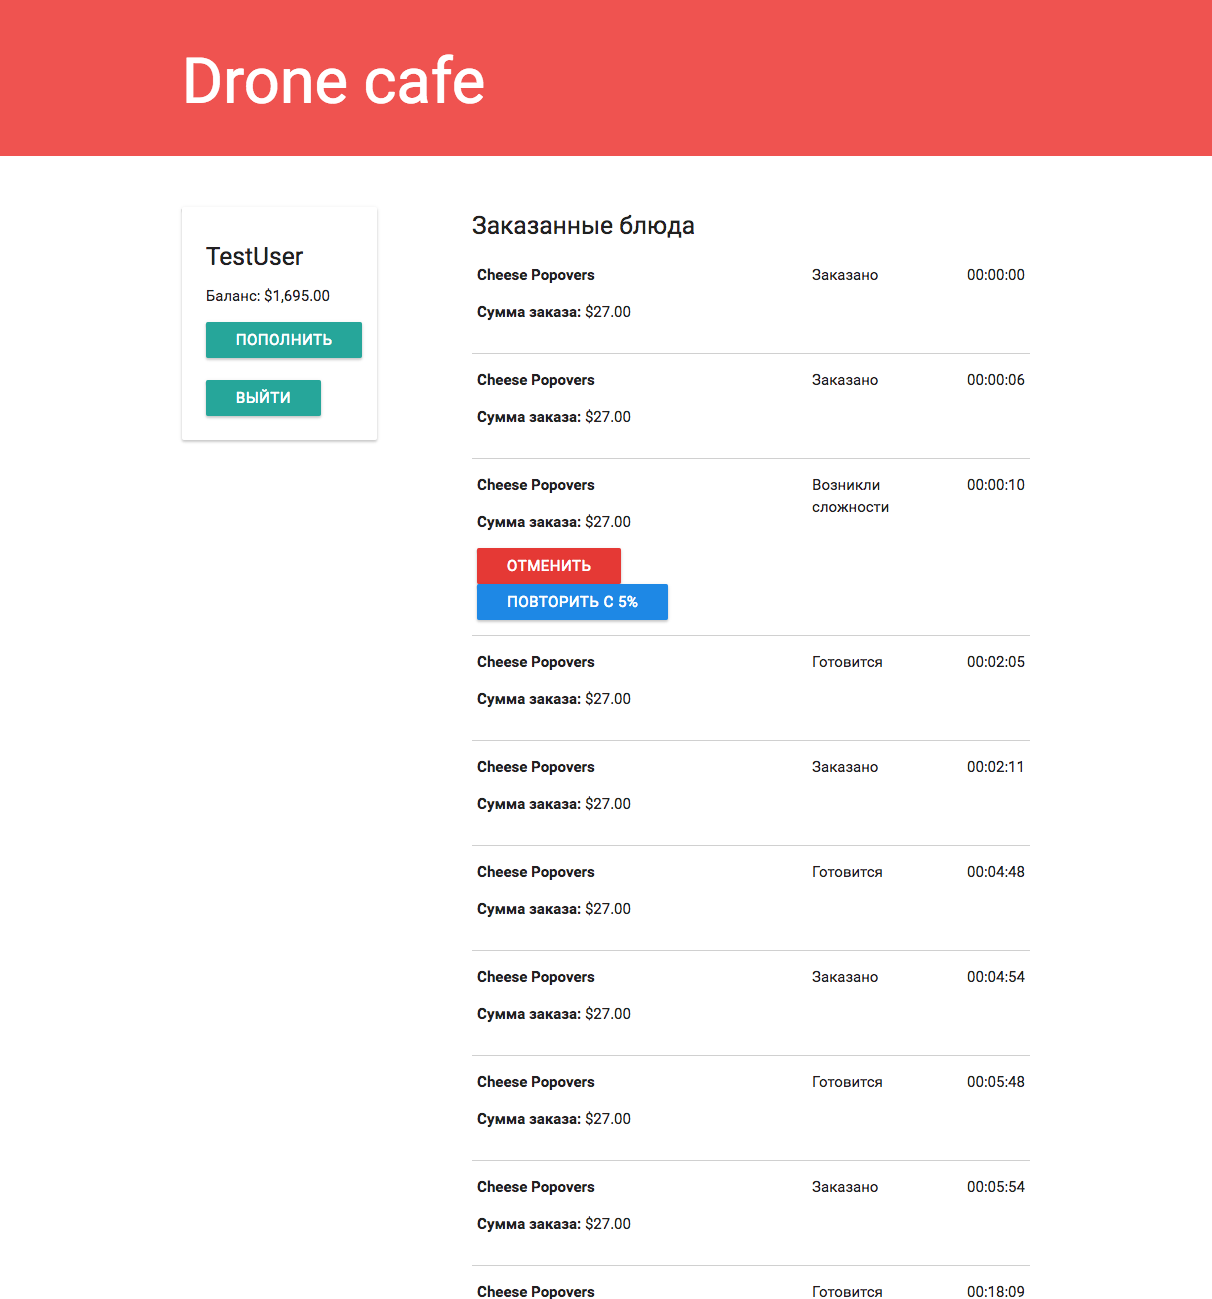 Drone cafe
TestUser
Баланс: $1,695.00
ПОПОЛНИТЬ
ВЫЙТИ
Заказанные блюда
Cheese Popovers Заказано 00:00:00
Сумма заказа: $27.00
Cheese Popovers Заказано 00:00:06
Сумма заказа: $27.00
Cheese Popovers Возникли 00:00:10
сложности
Сумма заказа: $27.00
ОТМЕНИТЬ
ПОВТОРИТЬ С 5%
Cheese Popovers Готовится 00:02:05
Сумма заказа: $27.00
Cheese Popovers Заказано 00:02:11
Сумма заказа: $27.00
Cheese Popovers Готовится 00:04:48
Сумма заказа: $27.00
Cheese Popovers Заказано 00:04:54
Сумма заказа: $27.00
Cheese Popovers Готовится 00:05:48
Сумма заказа: $27.00
Cheese Popovers Заказано 00:05:54
Сумма заказа: $27.00
Cheese Popovers Готовится 00:18:09